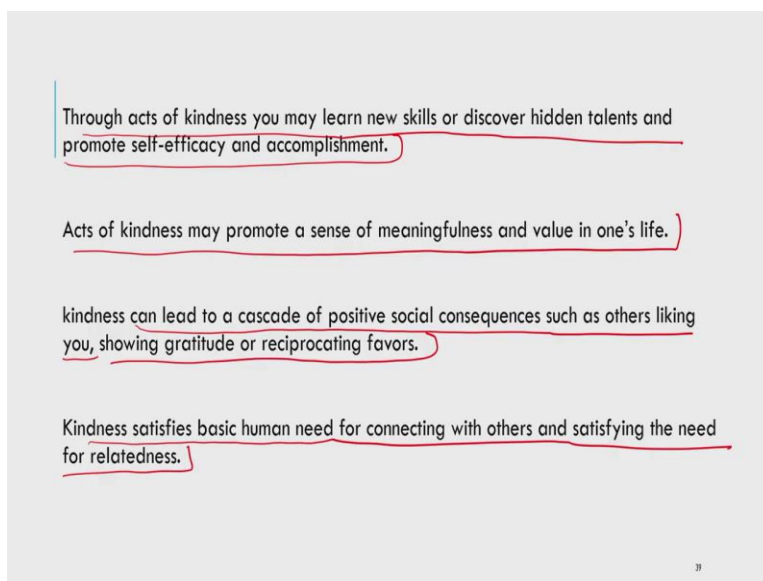 Through acts of kindness you may learn new skills or discover hidden talents and
promote self-efficacy and accomplishment.
Acts of kindness may promote a sense of meaningfulness and value in one's life.
kindness can lead to a cascade of positive social consequences such as others liking
you, showing gratitude or reciprocating favors.
Kindness satisfies basic human need for connecting with others and satisfying the need
for relatedness.
39